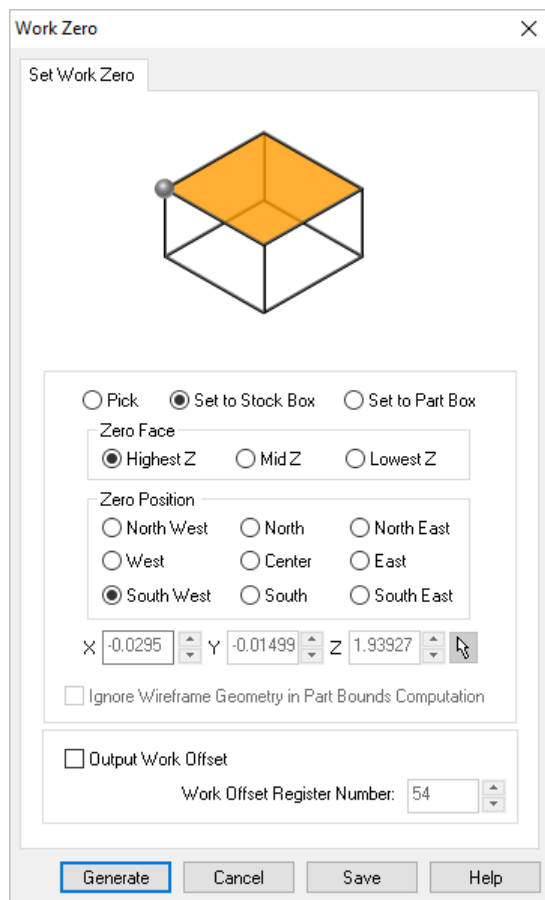 Work Zero
Set Work Zero
Pick Set to Stock Box Set to Part Box
Zero Face
Highest Z Mid Z Lowest Z
Zero Position
North West North North East
West Center East
South West South South East
X -0.0295 Y -0.01499 Z 1.93927
Ignore Wireframe Geometry in Part Bounds Computation
Output Work Offset
Work Offset Register Number: 54
Generate Cancel Save Help